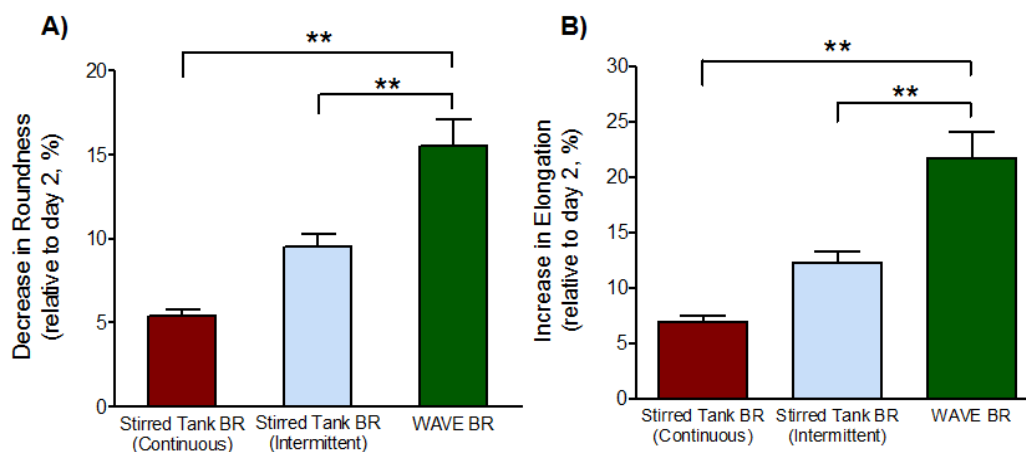 A)
**
**
20
15
10
5
0
Decrease in Roundness
(relative to day 2, %)
Stirred Tank BR
(Continuous)
Stirred Tank BR
(Intermittent)
WAVE BR
B)
**
**
30
25
20
15
10
5
0
Increase in Elongation
(relative to day 2, %)
Stirred Tank BR
(Continuous)
Stirred Tank BR
(Intermittent)
WAVE BR